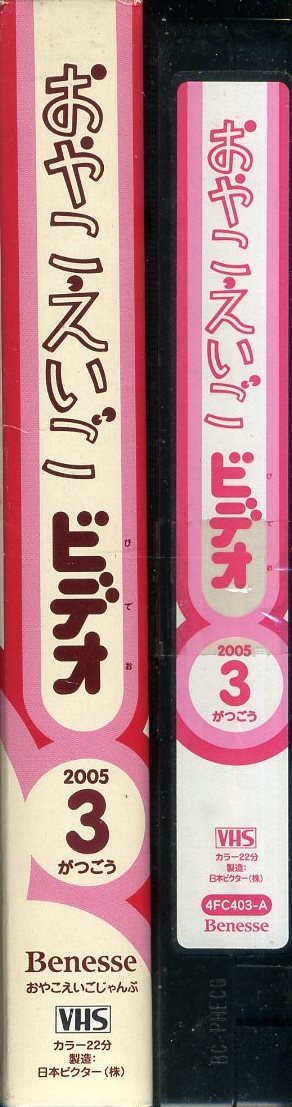 おやこえいご
ビデオ
びでお
2005
3
がつごう
Benesse
おやこえいごじゃんぷ
VHS
カラー22分
製造:
日本ビクター(株)
おやこえいご
ビデオ
びでお
2005
3
がつごう
VHS
カラー22分
製造:
日本ビクター(株)
4FC403-A
Benesse